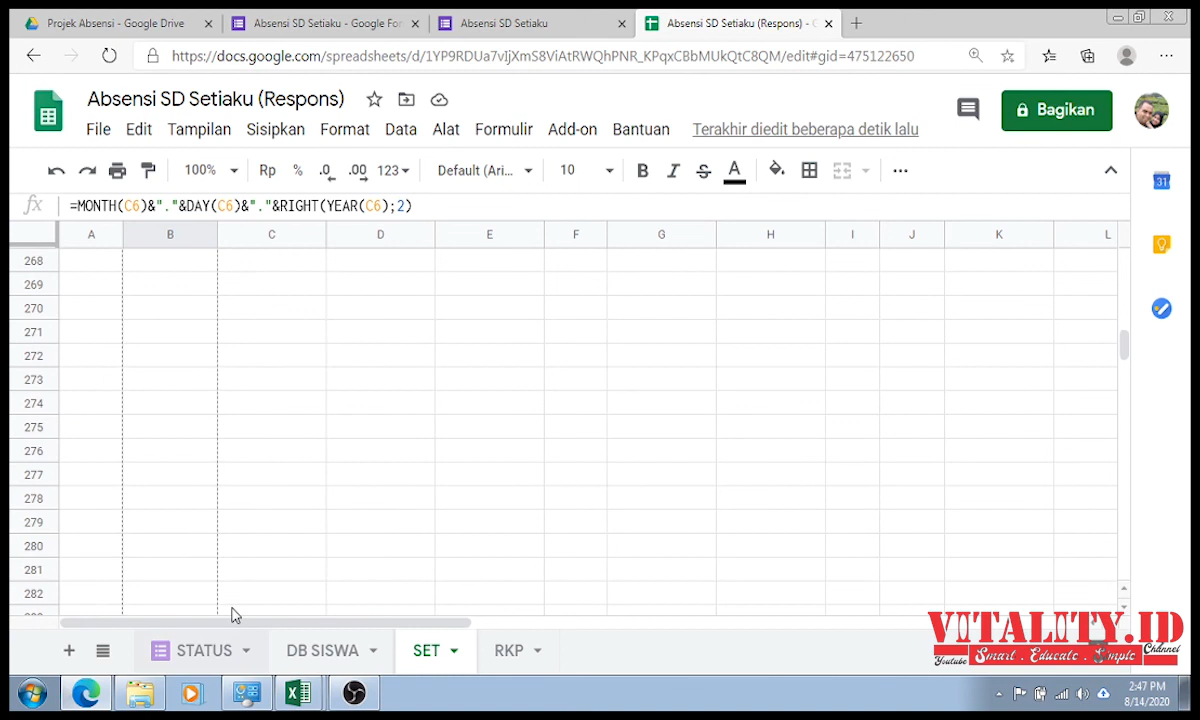 Projek Absensi - Google Drive
Absensi SD Setiaku - Google For
Absensi SD Setiaku
Absensi SD Setiaku (Respons) - G
https://docs.google.com/spreadsheets/d/1YP9RDUa7vIjXmS8ViAtRWQhPNR_KPqxCBbMUkQtC8QM/edit#gid=475122650
Absensi SD Setiaku (Respons)
Bagikan
File Edit Tampilan Sisipkan Format Data Alat Formulir Add-on Bantuan Terakhir diedit beberapa detik lalu
100% Rp % .0 .00 123 Default (Ari... 10 B I S A
31
fx =MONTH(C6)&"."&DAY(C6)&"."&RIGHT(YEAR(C6);2)
A B C D E F G H I J K L
268
269
270
271
272
273
274
275
276
277
278
279
280
281
282
STATUS DB SISWA SET RKP
VITALITY.ID
Youtube Smart . Educate . Simple Channel
2:47 PM
8/14/2020